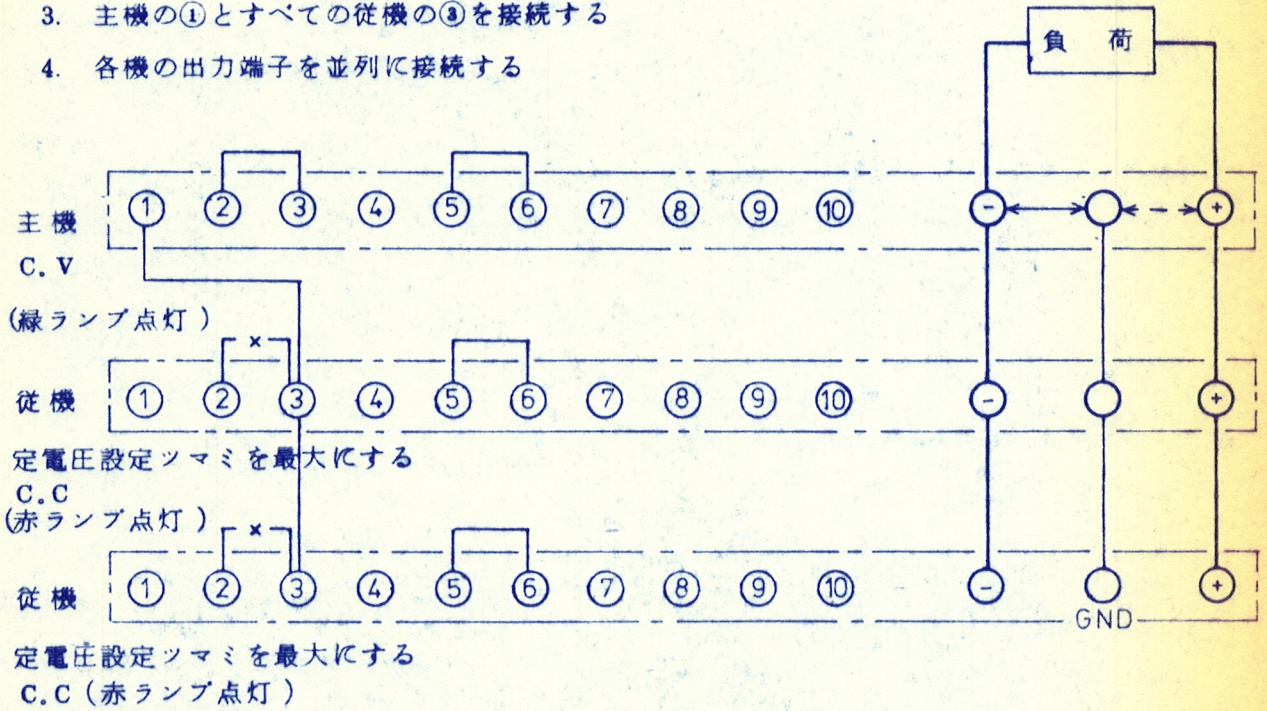 3. 主機の①とすべての従機の③を接続する
4. 各機の出力端子を並列に接続する
負 荷
① ② ③ ④ ⑤ ⑥ ⑦ ⑧ ⑨ ⑩ - +
主機
C.V
(緑ランプ点灯)
×
従機 ① ② ③ ④ ⑤ ⑥ ⑦ ⑧ ⑨ ⑩ - +
定電圧設定ツマミを最大にする
C.C
(赤ランプ点灯)
×
従機 ① ② ③ ④ ⑤ ⑥ ⑦ ⑧ ⑨ ⑩ - +
GND
定電圧設定ツマミを最大にする
C.C(赤ランプ点灯)